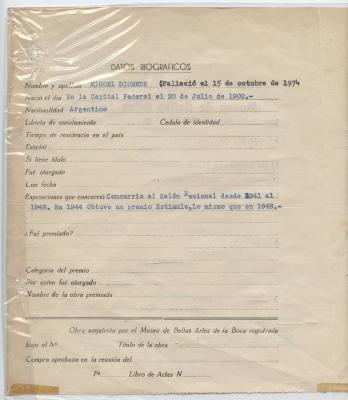 DATOS BIOGRAFICOS
Nombre y apellido MIGUEL DIOMEDE (Falleció el 15 de octubre de 1974
Nació el día En la Capital Federal el 20 de Julio de 1902.-
Nacionalidad Argentino
Libreta de enrolamiento Cedula de identidad
Tiempo de residencia en el país
Estudió
Si tiene título
Fué otorgado
Con fecha
Exposiciones que concurrió Concurrio al Salón Nacional desde 1941 al
1948. En 1944 Obtuvo un premio Estímulo, Lo mismo que en 1948.-
¿Fué premiado?
Categoria del premio
Por quien fué otorgado
Nombre de la obra premiada
Obra adquirida por el Museo de Bellas Artes de la Boca registrada
bajo el Nº Título de la obra
Compra aprobada en la reunión del
Fº Libro de Actas N